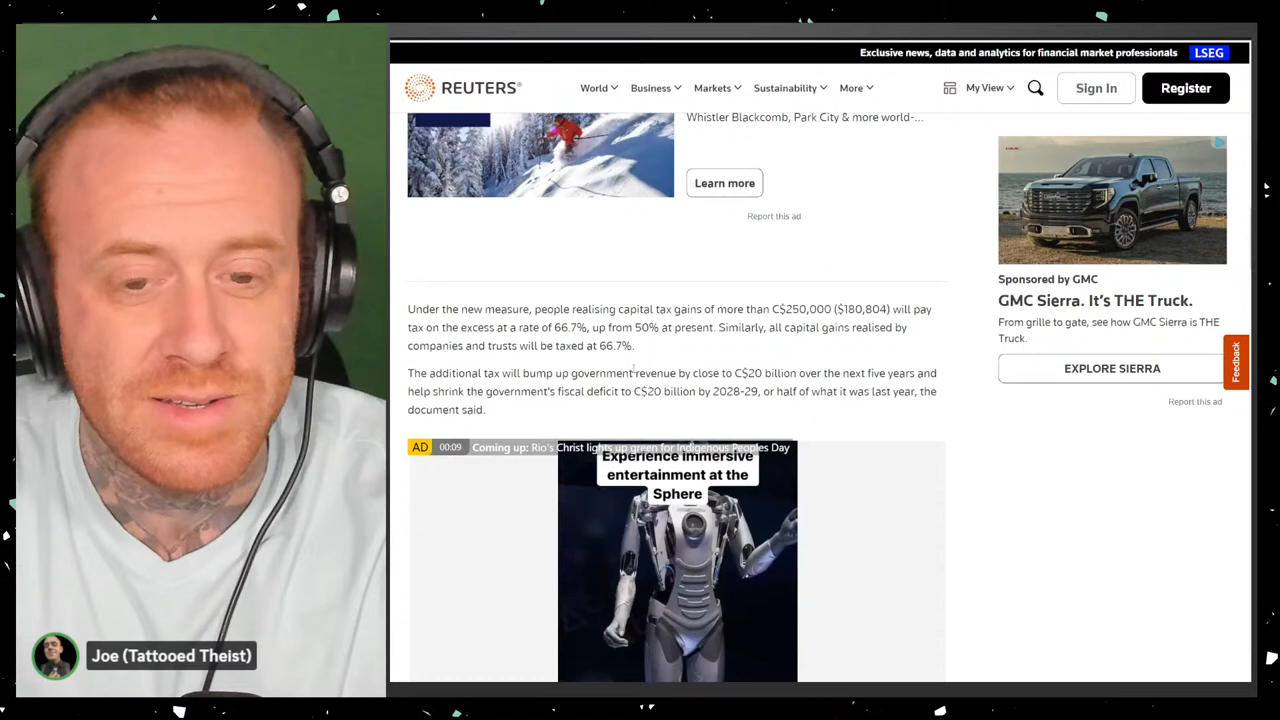 Exclusive news, data and analytics for financial market professionals LSEG
REUTERS
World Business Markets Sustainability More
My View
Sign In
Register
Whistler Blackcomb, Park City & more world-...
Learn more
Report this ad
Under the new measure, people realising capital tax gains of more than C$250,000 ($180,804) will pay
tax on the excess at a rate of 66.7%, up from 50% at present. Similarly, all capital gains realised by
companies and trusts will be taxed at 66.7%.
The additional tax will bump up government revenue by close to C$20 billion over the next five years and
help shrink the government's fiscal deficit to C$20 billion by 2028-29, or half of what it was last year, the
document said.
AD 00:09 Coming up: Rio's Christ lights up green for Indigenous Peoples Day
Experience immersive
entertainment at the
Sphere
GMC
Sponsored by GMC
GMC Sierra. It's THE Truck.
From grille to gate, see how GMC Sierra is THE
Truck.
EXPLORE SIERRA
Report this ad
Feedback
Joe (Tattooed Theist)